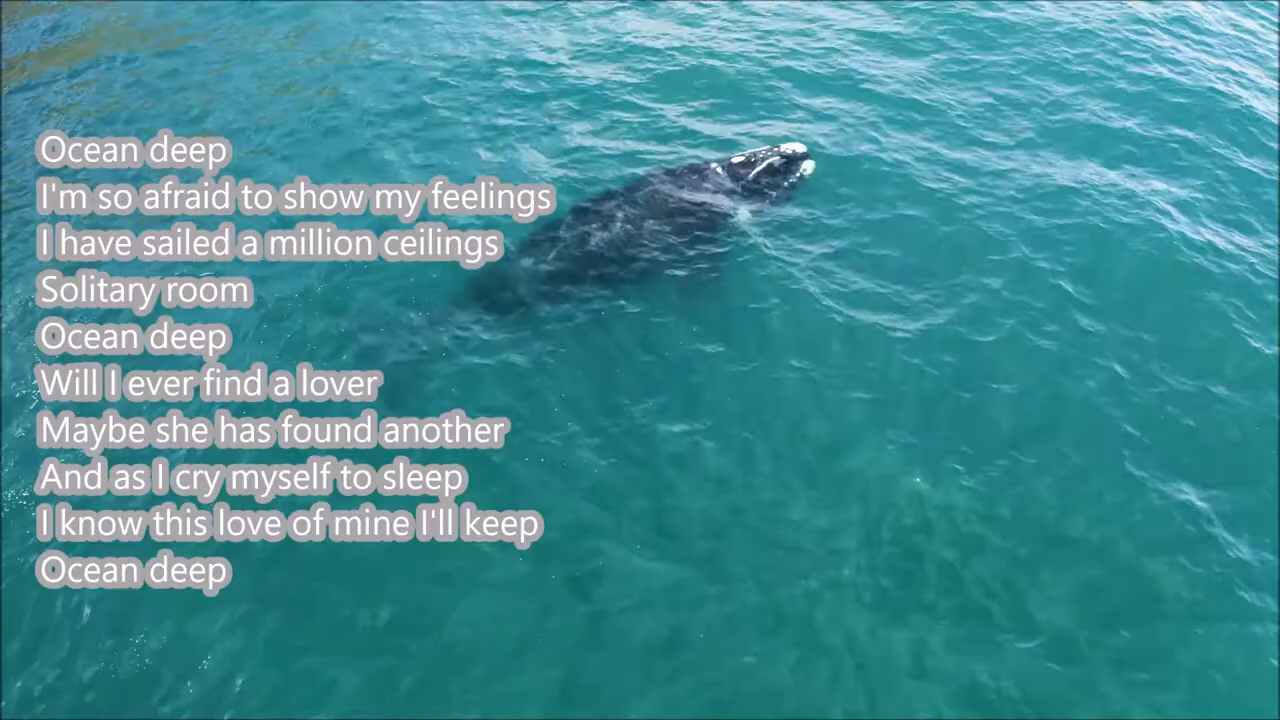 Ocean deep
I'm so afraid to show my feelings
I have sailed a million ceilings
Solitary room
Ocean deep
Will I ever find a lover
Maybe she has found another
And as I cry myself to sleep
I know this love of mine I'll keep
Ocean deep